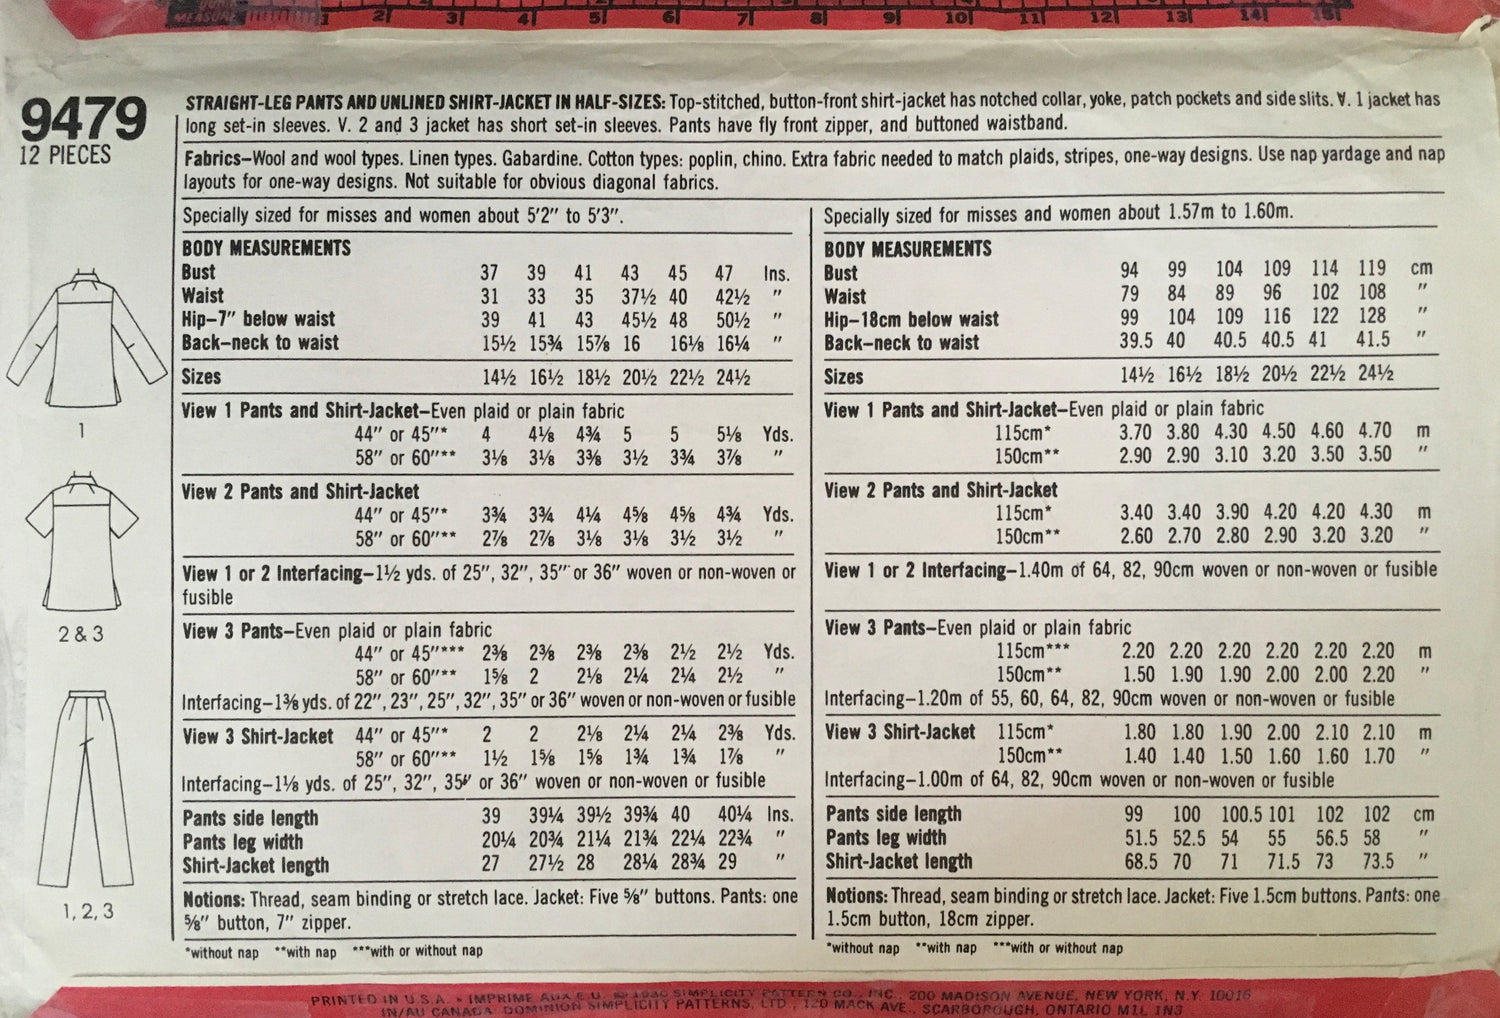 MEASURE 1 2 3 4 5 6 7 8 9 10 11 12 13 14 15
9479
12 PIECES
STRAIGHT-LEG PANTS AND UNLINED SHIRT-JACKET IN HALF-SIZES: Top-stitched, button-front shirt-jacket has notched collar, yoke, patch pockets and side slits. V. 1 jacket has
long set-in sleeves. V. 2 and 3 jacket has short set-in sleeves. Pants have fly front zipper, and buttoned waistband.
Fabrics—Wool and wool types. Linen types. Gabardine. Cotton types: poplin, chino. Extra fabric needed to match plaids, stripes, one-way designs. Use nap yardage and nap
layouts for one-way designs. Not suitable for obvious diagonal fabrics.
1
2 & 3
1, 2, 3
Specially sized for misses and women about 5'2" to 5'3".
BODY MEASUREMENTS
Bust 37 39 41 43 45 47 Ins.
Waist 31 33 35 37½ 40 42½ "
Hip—7" below waist 39 41 43 45½ 48 50½ "
Back—neck to waist 15½ 15¾ 15⅞ 16 16⅛ 16¼ "
Sizes 14½ 16½ 18½ 20½ 22½ 24½
View 1 Pants and Shirt-Jacket—Even plaid or plain fabric
44" or 45"* 4 4⅛ 4¾ 5 5 5⅛ Yds.
58" or 60"** 3⅛ 3⅛ 3⅜ 3½ 3¾ 3⅞ "
View 2 Pants and Shirt-Jacket
44" or 45"* 3¾ 3¾ 4¼ 4⅝ 4⅝ 4¾ Yds.
58" or 60"** 2⅞ 2⅞ 3⅛ 3⅛ 3½ 3½ "
View 1 or 2 Interfacing—1½ yds. of 25", 32", 35" or 36" woven or non-woven or
fusible
View 3 Pants—Even plaid or plain fabric
44" or 45"*** 2⅜ 2⅜ 2⅜ 2⅜ 2½ 2½ Yds.
58" or 60"** 1⅝ 2 2⅛ 2¼ 2¼ 2½ "
Interfacing—1⅜ yds. of 22", 23", 25", 32", 35" or 36" woven or non-woven or fusible
View 3 Shirt-Jacket 44" or 45"* 2 2 2⅛ 2¼ 2¼ 2⅜ Yds.
58" or 60"** 1½ 1⅝ 1⅝ 1¾ 1¾ 1⅞ "
Interfacing—1⅛ yds. of 25", 32", 35" or 36" woven or non-woven or fusible
Pants side length 39 39¼ 39½ 39¾ 40 40¼ Ins.
Pants leg width 20¼ 20¾ 21¼ 21¾ 22¼ 22¾ "
Shirt-Jacket length 27 27½ 28 28¼ 28¾ 29 "
Notions: Thread, seam binding or stretch lace. Jacket: Five ⅝" buttons. Pants: one
⅝" button, 7" zipper.
*without nap **with nap ***with or without nap
Specially sized for misses and women about 1.57m to 1.60m.
BODY MEASUREMENTS
Bust 94 99 104 109 114 119 cm
Waist 79 84 89 96 102 108 "
Hip—18cm below waist 99 104 109 116 122 128 "
Back—neck to waist 39.5 40 40.5 40.5 41 41.5 "
Sizes 14½ 16½ 18½ 20½ 22½ 24½
View 1 Pants and Shirt-Jacket—Even plaid or plain fabric
115cm* 3.70 3.80 4.30 4.50 4.60 4.70 m
150cm** 2.90 2.90 3.10 3.20 3.50 3.50 "
View 2 Pants and Shirt-Jacket
115cm* 3.40 3.40 3.90 4.20 4.20 4.30 m
150cm** 2.60 2.70 2.80 2.90 3.20 3.20 "
View 1 or 2 Interfacing—1.40m of 64, 82, 90cm woven or non-woven or fusible
View 3 Pants—Even plaid or plain fabric
115cm*** 2.20 2.20 2.20 2.20 2.20 2.20 m
150cm** 1.50 1.90 1.90 2.00 2.00 2.20 "
Interfacing—1.20m of 55, 60, 64, 82, 90cm woven or non-woven or fusible
View 3 Shirt-Jacket 115cm* 1.80 1.80 1.90 2.00 2.10 2.10 m
150cm** 1.40 1.40 1.50 1.60 1.60 1.70 "
Interfacing—1.00m of 64, 82, 90cm woven or non-woven or fusible
Pants side length 99 100 100.5 101 102 102 cm
Pants leg width 51.5 52.5 54 55 56.5 58 "
Shirt-Jacket length 68.5 70 71 71.5 73 73.5 "
Notions: Thread, seam binding or stretch lace. Jacket: Five 1.5cm buttons. Pants: one
1.5cm button, 18cm zipper.
*without nap **with nap ***with or without nap
PRINTED IN U.S.A. • IMPRIME AUX E.U. © 1980 SIMPLICITY PATTERN CO., INC., 200 MADISON AVENUE, NEW YORK, N.Y. 10016
IN/AU CANADA DOMINION SIMPLICITY PATTERNS, LTD., 120 MACK AVE., SCARBOROUGH, ONTARIO M1L 1N3